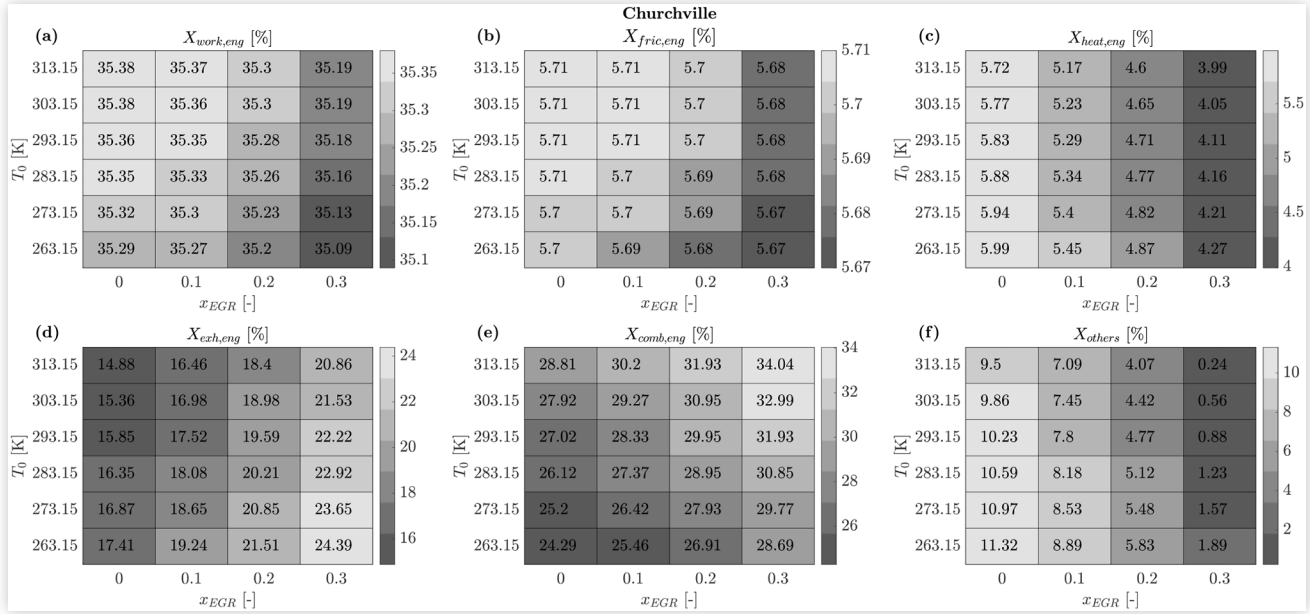 Churchville
(a) X_work,eng [%]
313.15 35.38 35.37 35.3 35.19
303.15 35.38 35.36 35.3 35.19
293.15 35.36 35.35 35.28 35.18
283.15 35.35 35.33 35.26 35.16
273.15 35.32 35.3 35.23 35.13
263.15 35.29 35.27 35.2 35.09
0 0.1 0.2 0.3
x_EGR [-]
T_0 [K]
35.35
35.3
35.25
35.2
35.15
35.1
(b) X_fric,eng [%]
313.15 5.71 5.71 5.7 5.68
303.15 5.71 5.71 5.7 5.68
293.15 5.71 5.71 5.7 5.68
283.15 5.71 5.7 5.69 5.68
273.15 5.7 5.7 5.69 5.67
263.15 5.7 5.69 5.68 5.67
0 0.1 0.2 0.3
x_EGR [-]
T_0 [K]
5.71
5.7
5.69
5.68
5.67
(c) X_heat,eng [%]
313.15 5.72 5.17 4.6 3.99
303.15 5.77 5.23 4.65 4.05
293.15 5.83 5.29 4.71 4.11
283.15 5.88 5.34 4.77 4.16
273.15 5.94 5.4 4.82 4.21
263.15 5.99 5.45 4.87 4.27
0 0.1 0.2 0.3
x_EGR [-]
T_0 [K]
5.5
5
4.5
4
(d) X_exh,eng [%]
313.15 14.88 16.46 18.4 20.86
303.15 15.36 16.98 18.98 21.53
293.15 15.85 17.52 19.59 22.22
283.15 16.35 18.08 20.21 22.92
273.15 16.87 18.65 20.85 23.65
263.15 17.41 19.24 21.51 24.39
0 0.1 0.2 0.3
x_EGR [-]
T_0 [K]
24
22
20
18
16
(e) X_comb,eng [%]
313.15 28.81 30.2 31.93 34.04
303.15 27.92 29.27 30.95 32.99
293.15 27.02 28.33 29.95 31.93
283.15 26.12 27.37 28.95 30.85
273.15 25.2 26.42 27.93 29.77
263.15 24.29 25.46 26.91 28.69
0 0.1 0.2 0.3
x_EGR [-]
T_0 [K]
34
32
30
28
26
(f) X_others [%]
313.15 9.5 7.09 4.07 0.24
303.15 9.86 7.45 4.42 0.56
293.15 10.23 7.8 4.77 0.88
283.15 10.59 8.18 5.12 1.23
273.15 10.97 8.53 5.48 1.57
263.15 11.32 8.89 5.83 1.89
0 0.1 0.2 0.3
x_EGR [-]
T_0 [K]
10
8
6
4
2